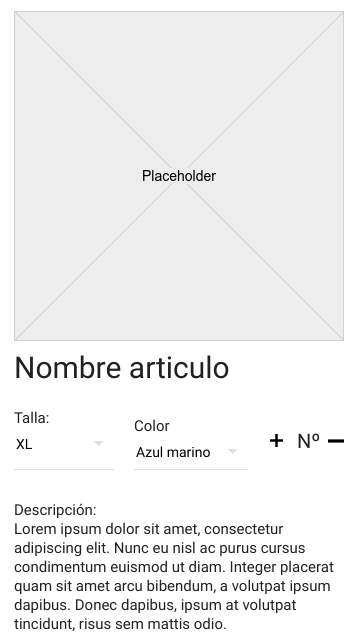 Placeholder
Nombre articulo
Talla:
XL
Color
Azul marino
+ Nº −
Descripción:
Lorem ipsum dolor sit amet, consectetur
adipiscing elit. Nunc eu nisl ac purus cursus
condimentum euismod ut diam. Integer placerat
quam sit amet arcu bibendum, a volutpat ipsum
dapibus. Donec dapibus, ipsum at volutpat
tincidunt, risus sem mattis odio.